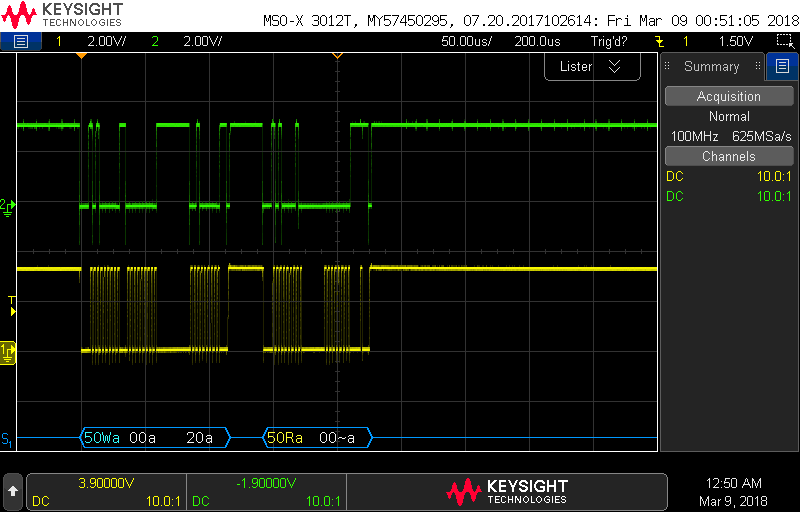 KEYSIGHT
TECHNOLOGIES
MSO-X 3012T, MY57450295, 07.20.2017102614: Fri Mar 09 00:51:05 2018
1 2.00V/ 2 2.00V/ 50.00us/ 200.0us Trig'd? 1 1.50V
Lister
Summary
Acquisition
Normal
100MHz 625MSa/s
Channels
DC 10.0:1
DC 10.0:1
2
T
1
S1 50Wa 00a 20a 50Ra 00~a
3.90000V
DC 10.0:1
-1.90000V
DC 10.0:1
KEYSIGHT
TECHNOLOGIES
12:50 AM
Mar 9, 2018